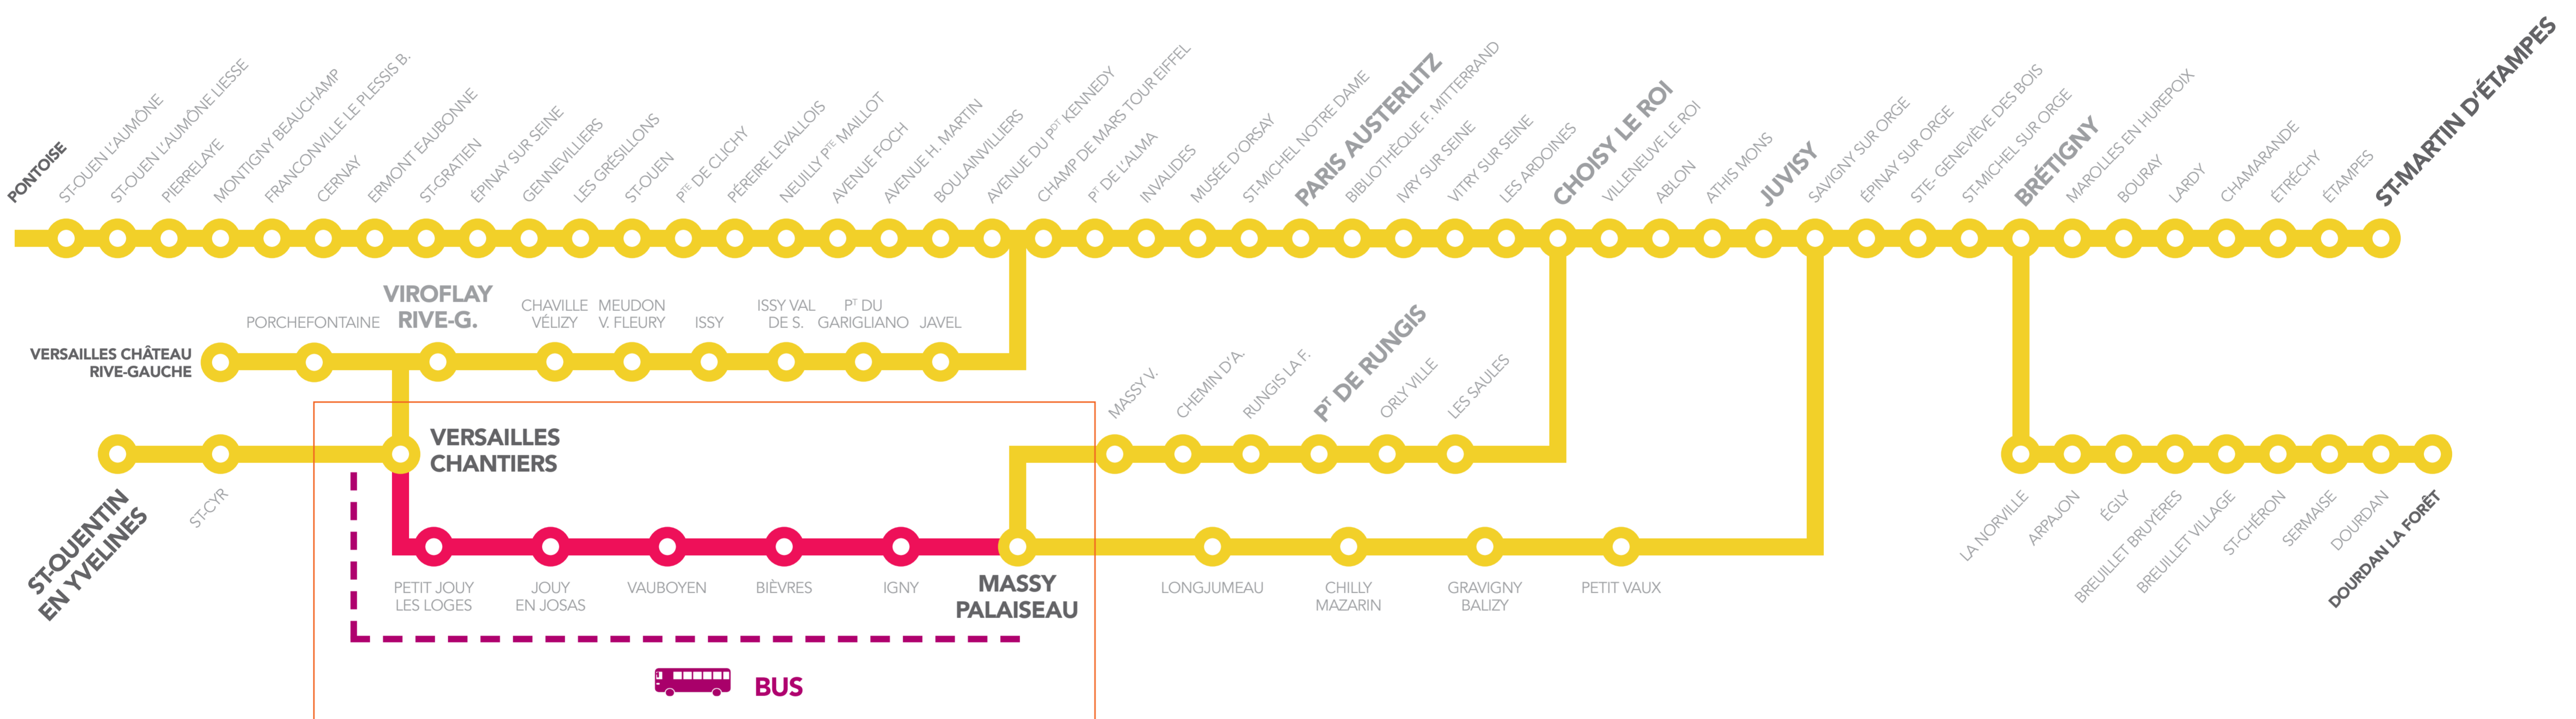 PONTOISE
ST-OUEN L'AUMÔNE
ST-OUEN L'AUMÔNE LIESSE
PIERRELAYE
MONTIGNY BEAUCHAMP
FRANCONVILLE LE PLESSIS B.
CERNAY
ERMONT EAUBONNE
ST-GRATIEN
ÉPINAY SUR SEINE
GENNEVILLIERS
LES GRÉSILLONS
ST-OUEN
PTE DE CLICHY
PÉREIRE LEVALLOIS
NEUILLY PTE MAILLOT
AVENUE FOCH
AVENUE H. MARTIN
BOULAINVILLIERS
AVENUE DU PDT KENNEDY
CHAMP DE MARS TOUR EIFFEL
PT DE L'ALMA
INVALIDES
MUSÉE D'ORSAY
ST-MICHEL NOTRE DAME
PARIS AUSTERLITZ
BIBLIOTHÈQUE F. MITTERRAND
IVRY SUR SEINE
VITRY SUR SEINE
LES ARDOINES
CHOISY LE ROI
VILLENEUVE LE ROI
ABLON
ATHIS MONS
JUVISY
SAVIGNY SUR ORGE
ÉPINAY SUR ORGE
STE- GENEVIÈVE DES BOIS
ST-MICHEL SUR ORGE
BRÉTIGNY
MAROLLES EN HUREPOIX
BOURAY
LARDY
CHAMARANDE
ÉTRÉCHY
ÉTAMPES
ST-MARTIN D'ÉTAMPES
VERSAILLES CHÂTEAU
RIVE-GAUCHE
PORCHEFONTAINE
VIROFLAY
RIVE-G.
CHAVILLE
VÉLIZY
MEUDON
V. FLEURY
ISSY
ISSY VAL
DE S.
PT DU
GARIGLIANO
JAVEL
ST-QUENTIN
EN YVELINES
ST-CYR
VERSAILLES
CHANTIERS
MASSY V.
CHEMIN D'A.
RUNGIS LA F.
PT DE RUNGIS
ORLY VILLE
LES SAULES
PETIT JOUY
LES LOGES
JOUY
EN JOSAS
VAUBOYEN
BIÈVRES
IGNY
MASSY
PALAISEAU
LONGJUMEAU
CHILLY
MAZARIN
GRAVIGNY
BALIZY
PETIT VAUX
LA NORVILLE
ARPAJON
ÉGLY
BREUILLET BRUYÈRES
BREUILLET VILLAGE
ST-CHÉRON
SERMAISE
DOURDAN
DOURDAN LA FORÊT
BUS